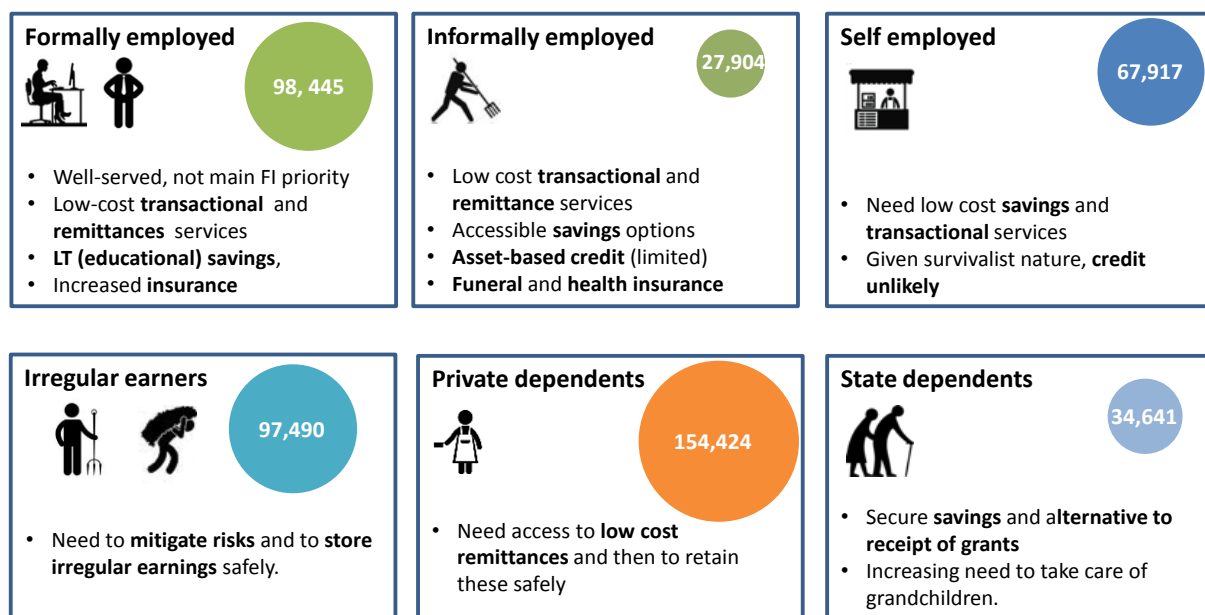 Formally employed
98, 445
• Well-served, not main FI priority
• Low-cost transactional and
remittances services
• LT (educational) savings,
• Increased insurance
Informally employed
27,904
• Low cost transactional and
remittance services
• Accessible savings options
• Asset-based credit (limited)
• Funeral and health insurance
Self employed
67,917
• Need low cost savings and
transactional services
• Given survivalist nature, credit
unlikely
Irregular earners
97,490
• Need to mitigate risks and to store
irregular earnings safely.
Private dependents
154,424
• Need access to low cost
remittances and then to retain
these safely
State dependents
34,641
• Secure savings and alternative to
receipt of grants
• Increasing need to take care of
grandchildren.